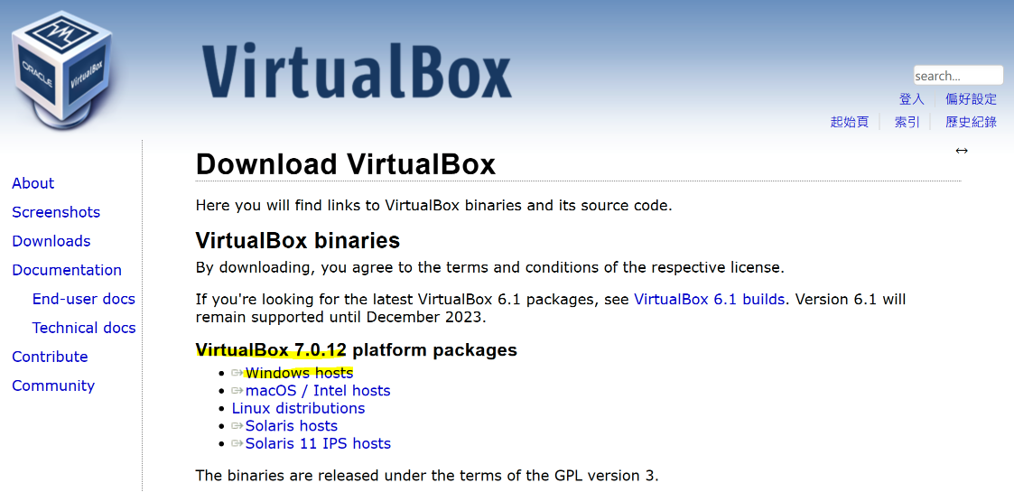 ORACLE
VirtualBox
VirtualBox
search...
登入
偏好設定
起始頁
索引
歷史紀錄
About
Screenshots
Downloads
Documentation
End-user docs
Technical docs
Contribute
Community
Download VirtualBox
Here you will find links to VirtualBox binaries and its source code.
VirtualBox binaries
By downloading, you agree to the terms and conditions of the respective license.
If you're looking for the latest VirtualBox 6.1 packages, see VirtualBox 6.1 builds. Version 6.1 will
remain supported until December 2023.
VirtualBox 7.0.12 platform packages
Windows hosts
macOS / Intel hosts
Linux distributions
Solaris hosts
Solaris 11 IPS hosts
The binaries are released under the terms of the GPL version 3.